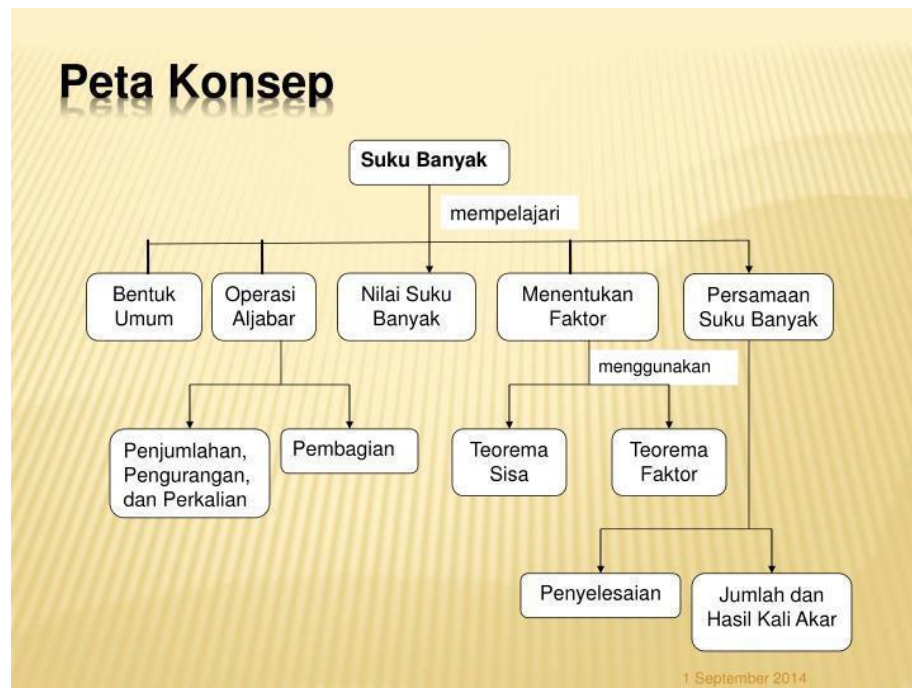 Peta Konsep
Suku Banyak
mempelajari
Bentuk
Umum
Operasi
Aljabar
Nilai Suku
Banyak
Menentukan
Faktor
Persamaan
Suku Banyak
menggunakan
Penjumlahan,
Pengurangan,
dan Perkalian
Pembagian
Teorema
Sisa
Teorema
Faktor
Penyelesaian
Jumlah dan
Hasil Kali Akar
1 September 2014